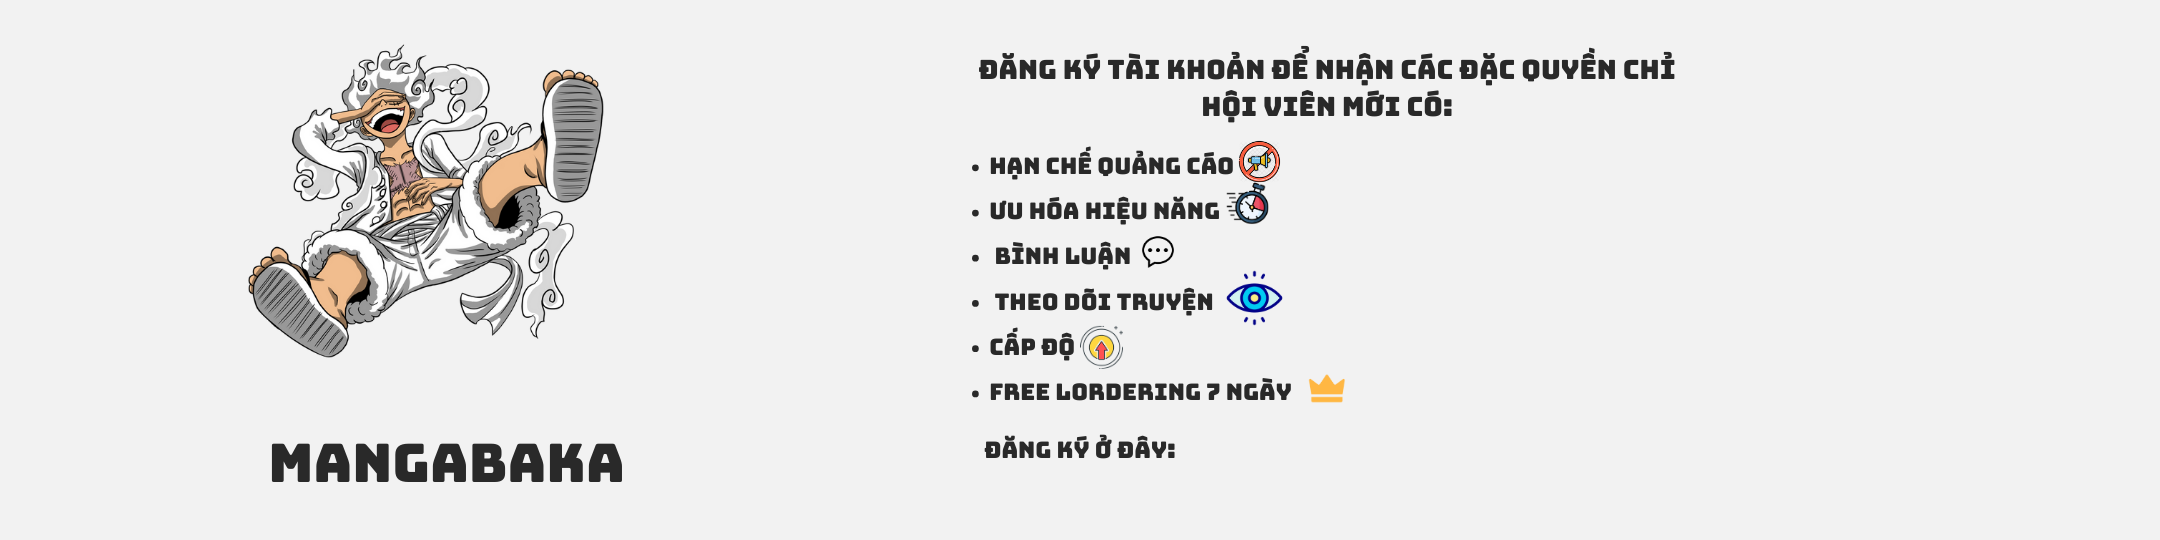 ĐĂNG KÝ TÀI KHOẢN ĐỂ NHẬN CÁC ĐẶC QUYỀN CHỈ
HỘI VIÊN MỚI CÓ:
• HẠN CHẾ QUẢNG CÁO
• ƯU HÓA HIỆU NĂNG
• BÌNH LUẬN
• THEO DÕI TRUYỆN
• CẤP ĐỘ
• FREE LORDERING 7 NGÀY
ĐĂNG KÝ Ở ĐÂY:
MANGABAKA